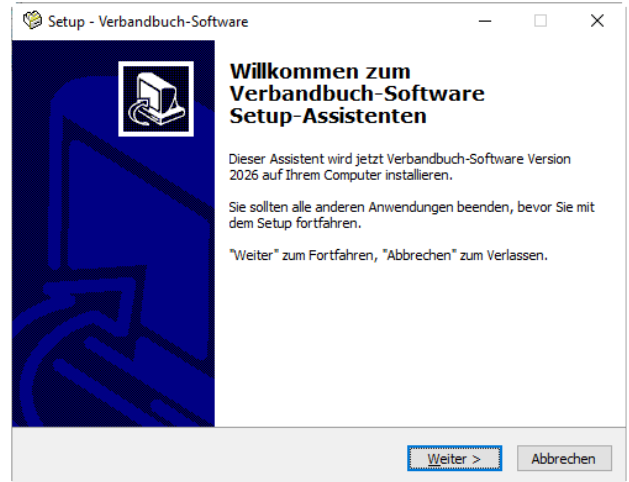 Setup - Verbandbuch-Software
Willkommen zum
Verbandbuch-Software
Setup-Assistenten
Dieser Assistent wird jetzt Verbandbuch-Software Version
2026 auf Ihrem Computer installieren.
Sie sollten alle anderen Anwendungen beenden, bevor Sie mit
dem Setup fortfahren.
"Weiter" zum Fortfahren, "Abbrechen" zum Verlassen.
Weiter >
Abbrechen